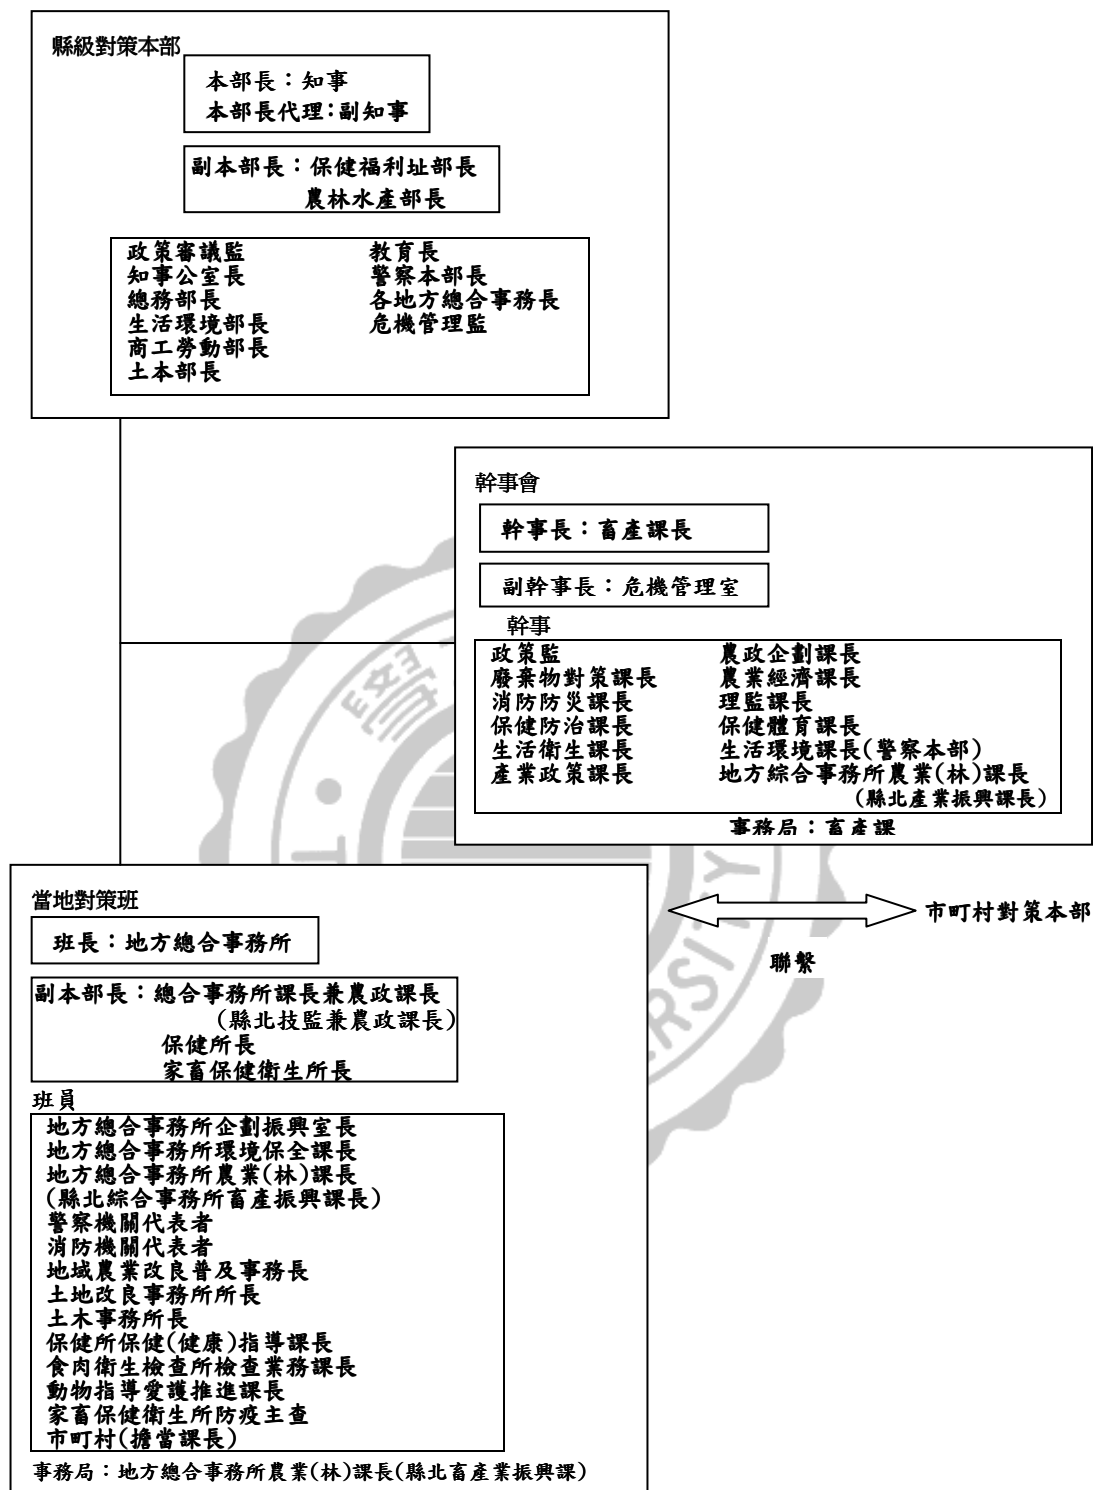 縣級對策本部
本部長：知事
本部長代理：副知事
副本部長：保健福利址部長
農林水產部長
政策審議監 教育長
知事公室長 警察本部長
總務部長 各地方總合事務長
生活環境部長 危機管理監
商工勞動部長
土本部長
幹事會
幹事長：畜產課長
副幹事長：危機管理室
幹事
政策監 農政企劃課長
廢棄物對策課長 農業經濟課長
消防防災課長 理監課長
保健防治課長 保健體育課長
生活衛生課長 生活環境課長(警察本部)
產業政策課長 地方綜合事務所農業(林)課長
(縣北產業振興課長)
事務局：畜產課
當地對策班
班長：地方總合事務所
市町村對策本部
聯繫
副本部長：總合事務所課長兼農政課長
(縣北技監兼農政課長)
保健所長
家畜保健衛生所長
班員
地方總合事務所企劃振興室長
地方總合事務所環境保全課長
地方總合事務所農業(林)課長
(縣北綜合事務所畜產振興課長)
警察機關代表者
消防機關代表者
地域農業改良普及事務長
土地改良事務所所長
土木事務所長
保健所保健(健康)指導課長
食肉衛生檢查所檢查業務課長
動物指導愛護推進課長
家畜保健衛生所防疫主查
市町村(擔當課長)
事務局：地方總合事務所農業(林)課長(縣北畜產業振興課)